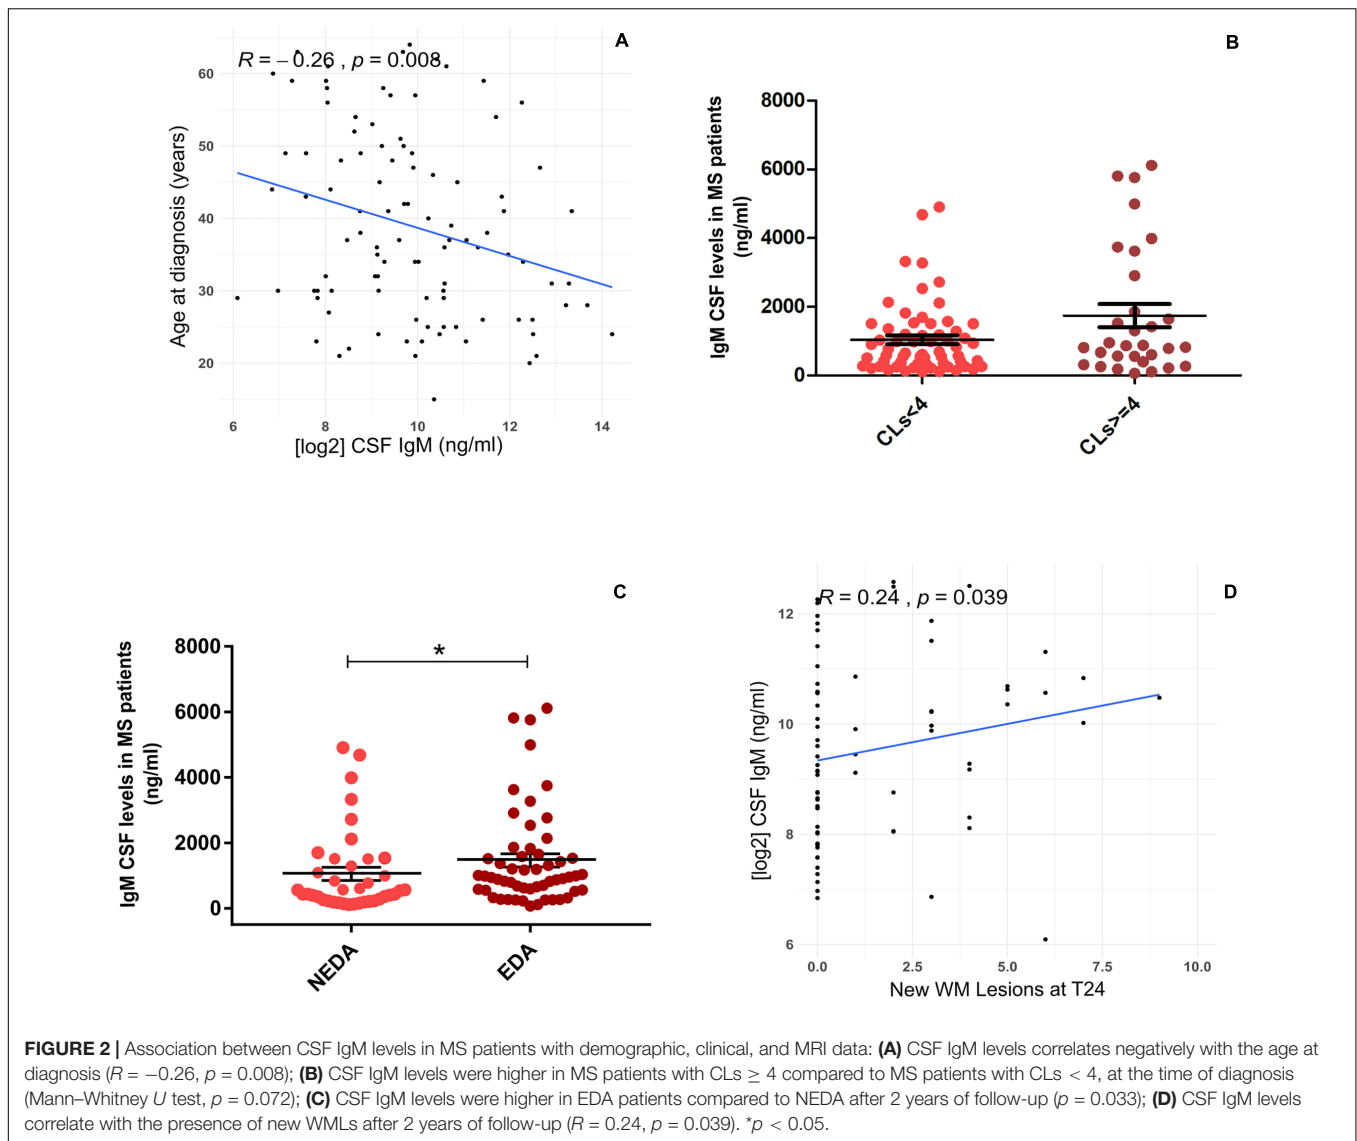 A
R = − 0.26 , p = 0.008
Age at diagnosis (years)
60
50
40
30
20
6 8 10 12 14
[log2] CSF IgM (ng/ml)
B
IgM CSF levels in MS patients
(ng/ml)
8000
6000
4000
2000
0
CLs<4 CLs>=4
C
IgM CSF levels in MS patients
(ng/ml)
8000
6000
4000
2000
0
*
NEDA EDA
D
R = 0.24 , p = 0.039
[log2] CSF IgM (ng/ml)
12
10
8
6
0.0 2.5 5.0 7.5 10.0
New WM Lesions at T24
FIGURE 2 | Association between CSF IgM levels in MS patients with demographic, clinical, and MRI data: (A) CSF IgM levels correlates negatively with the age at
diagnosis (R = −0.26, p = 0.008); (B) CSF IgM levels were higher in MS patients with CLs ≥ 4 compared to MS patients with CLs < 4, at the time of diagnosis
(Mann–Whitney U test, p = 0.072); (C) CSF IgM levels were higher in EDA patients compared to NEDA after 2 years of follow-up (p = 0.033); (D) CSF IgM levels
correlate with the presence of new WMLs after 2 years of follow-up (R = 0.24, p = 0.039). *p < 0.05.